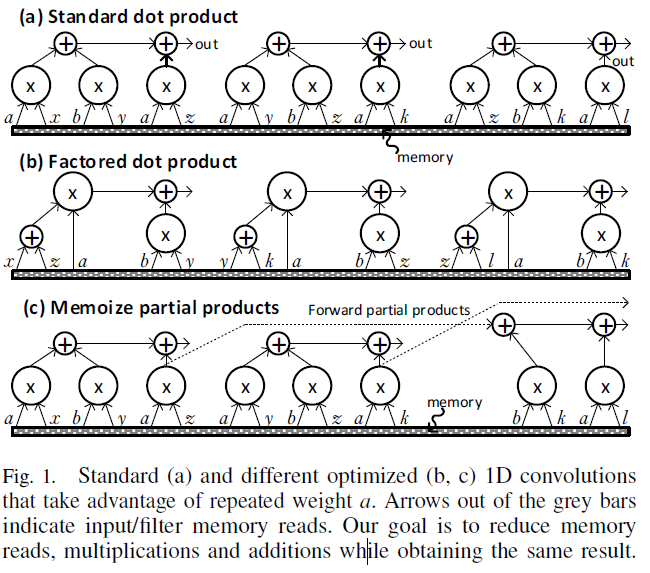 (a) Standard dot product
+ + → out + + → out + +
x x x x x x x x x out
a x b y a z a y b z a k a z b k a l
memory
(b) Factored dot product
x + x + x +
+ x + x + x
x z a b y y k a b z z l a b k
(c) Memoize partial products
Forward partial products
+ + + + + +
x x x x x x x x
memory
a x b y a z a y b z a k b k a l
Fig. 1. Standard (a) and different optimized (b, c) 1D convolutions
that take advantage of repeated weight a. Arrows out of the grey bars
indicate input/filter memory reads. Our goal is to reduce memory
reads, multiplications and additions while obtaining the same result.